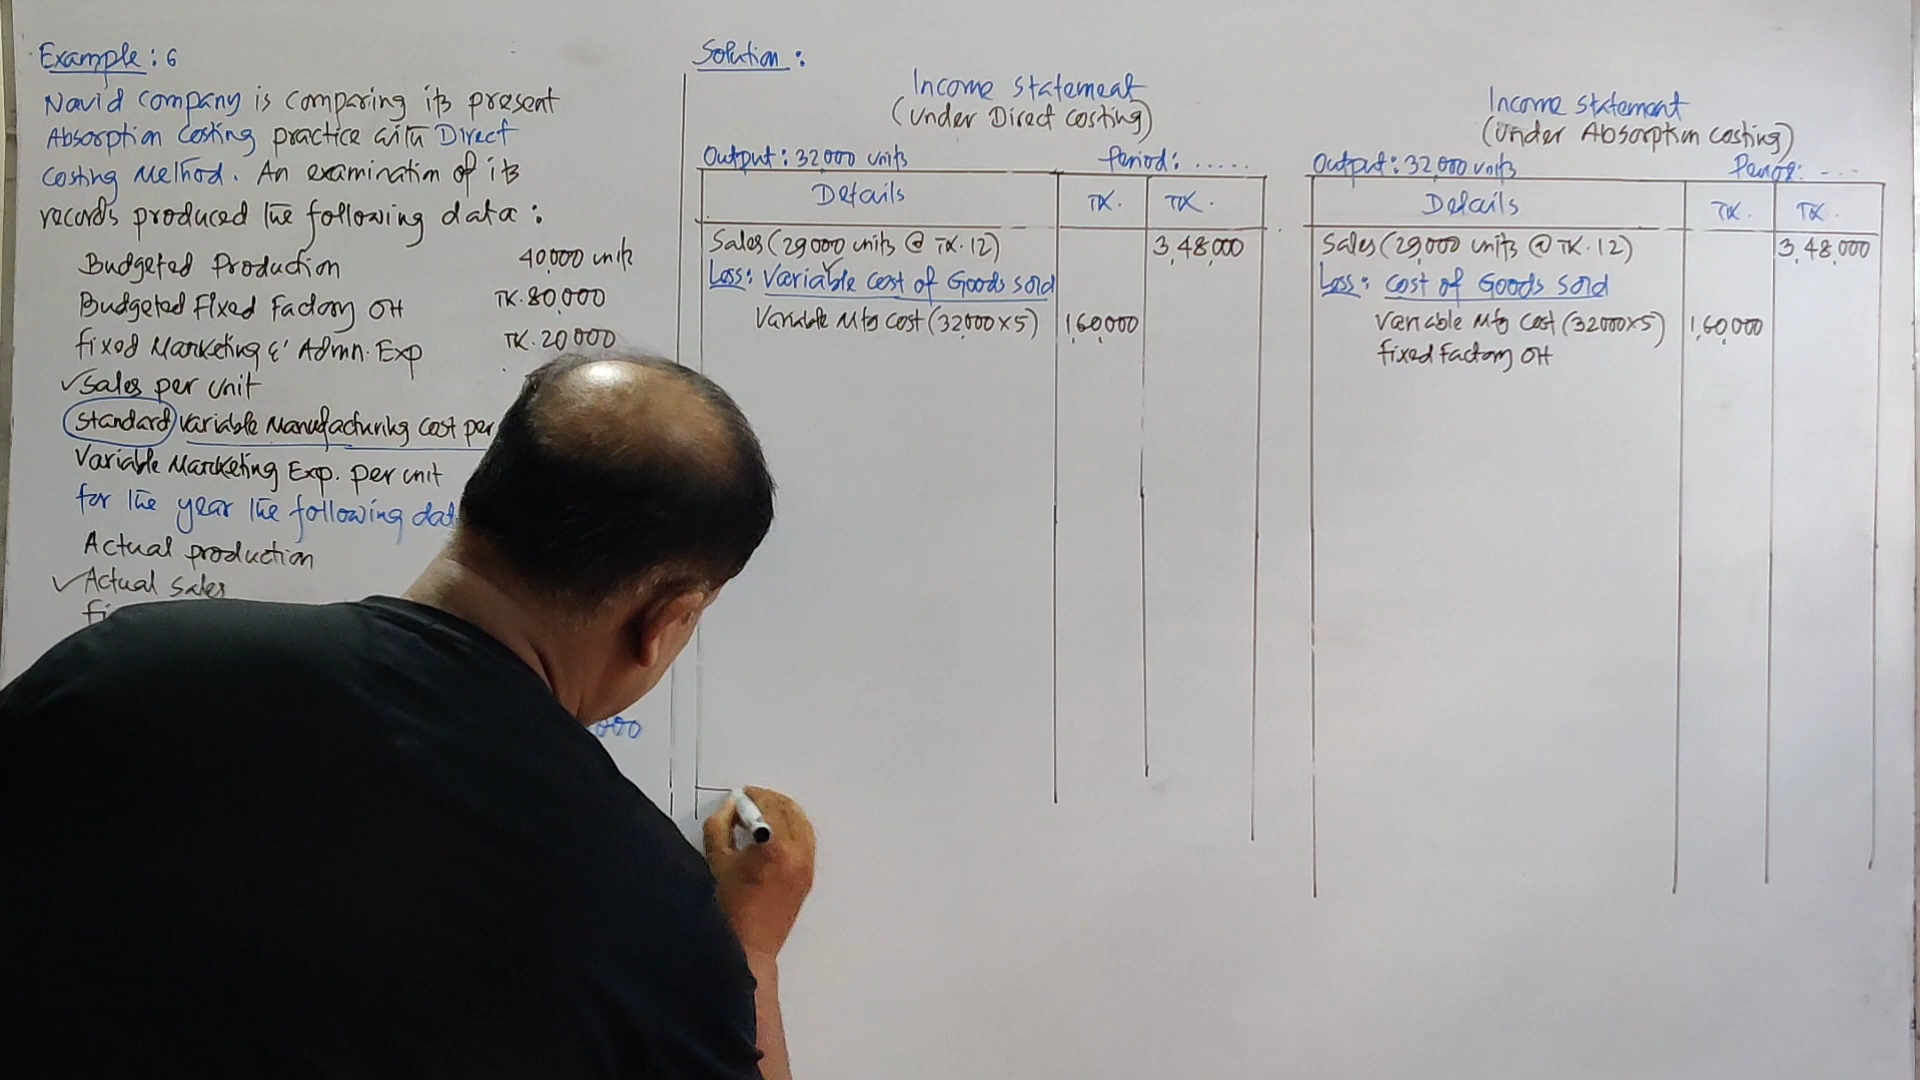 Example: 6
Navid Company is comparing its present
Absorption Costing practice with Direct
Costing Method. An examination of its
records produced the following data:
Budgeted Production 40,000 units
Budgeted Fixed Factory OH TK. 80,000
Fixed Marketing & Admn. Exp TK. 20,000
✓ Sales per unit
Standard Variable Manufacturing Cost per
Variable Marketing Exp. per unit
for the year the following dat
Actual production
✓ Actual Sales
000
Solution:
Income Statement
(Under Direct Costing)
Output: 32,000 units Period: .....
Details TK. TK.
Sales (29,000 units @ TK. 12) 3,48,000
Less: Variable Cost of Goods Sold
Variable Mfg Cost (32,000×5) 1,60,000
Income Statement
(Under Absorption Costing)
Output: 32,000 units Period: ...
Details TK. TK.
Sales (29,000 units @ TK. 12) 3,48,000
Less: Cost of Goods Sold
Variable Mfg Cost (32000×5) 1,60,000
Fixed Factory OH